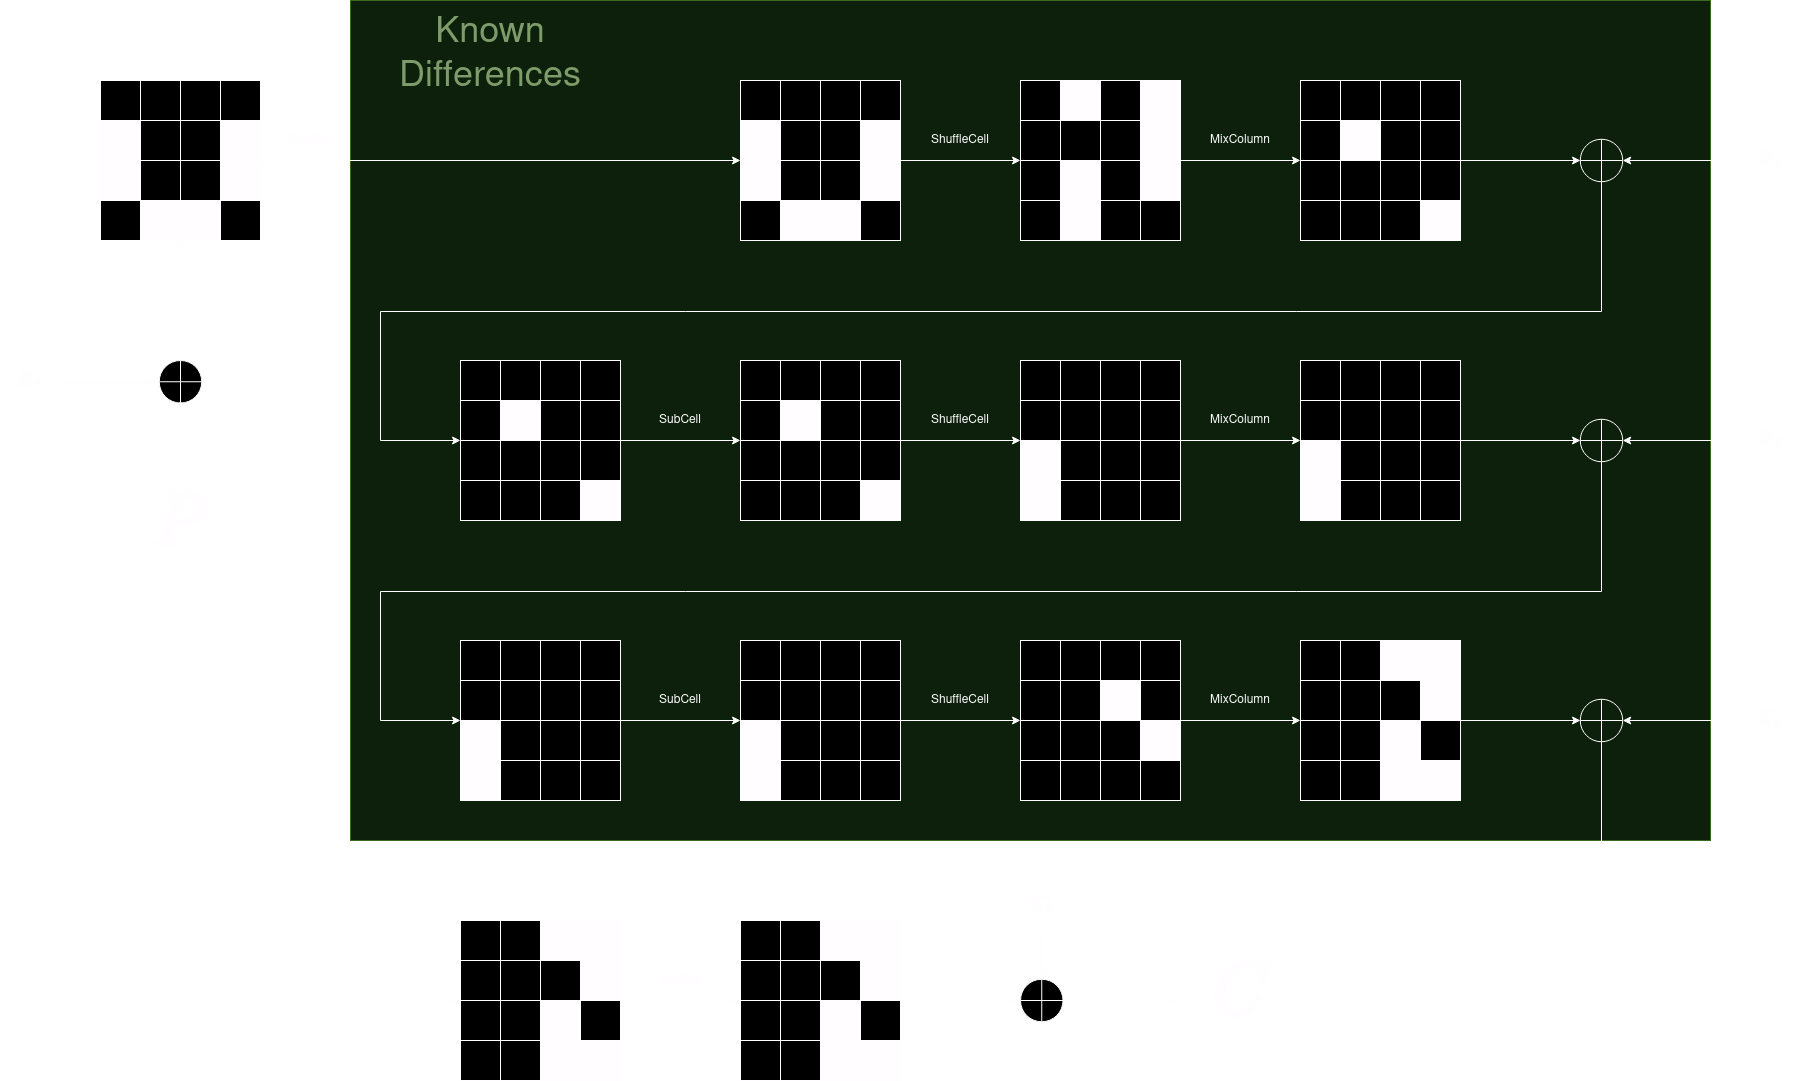 Known
Differences
ShuffleCell
MixColumn
SubCell
ShuffleCell
MixColumn
SubCell
ShuffleCell
MixColumn